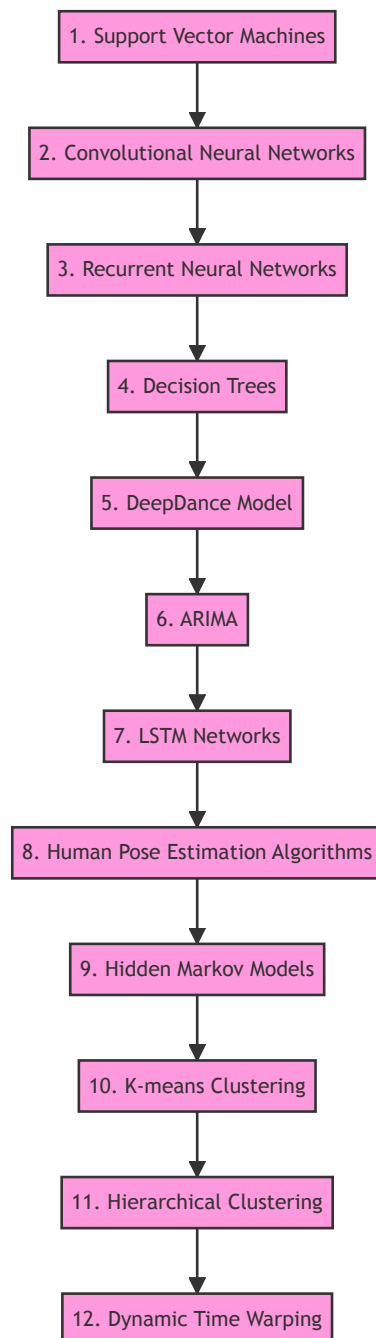 1. Support Vector Machines
2. Convolutional Neural Networks
3. Recurrent Neural Networks
4. Decision Trees
5. DeepDance Model
6. ARIMA
7. LSTM Networks
8. Human Pose Estimation Algorithms
9. Hidden Markov Models
10. K-means Clustering
11. Hierarchical Clustering
12. Dynamic Time Warping